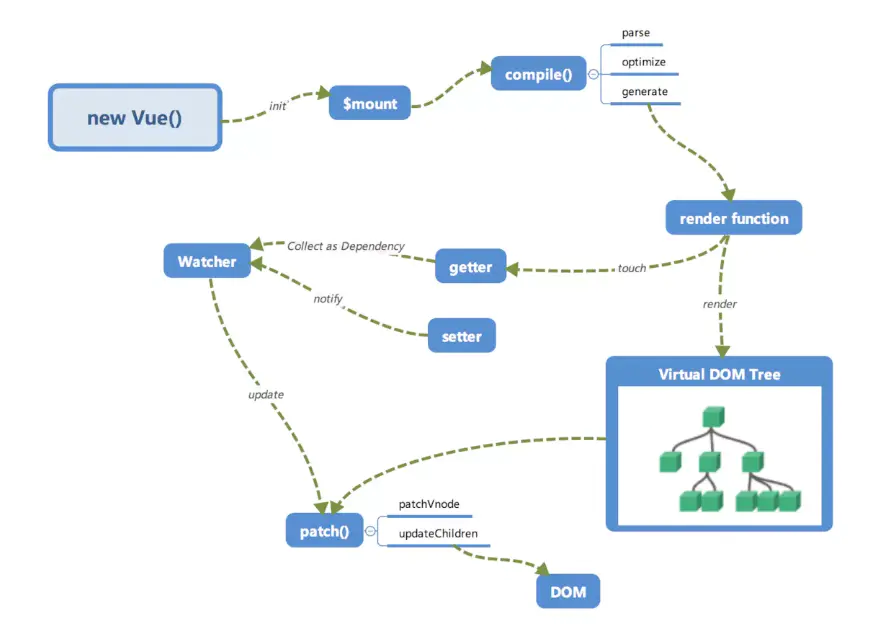 new Vue()
init
$mount
compile()
parse
optimize
generate
render function
Collect as Dependency
Watcher
getter
touch
notify
setter
render
Virtual DOM Tree
update
patch()
patchVnode
updateChildren
DOM